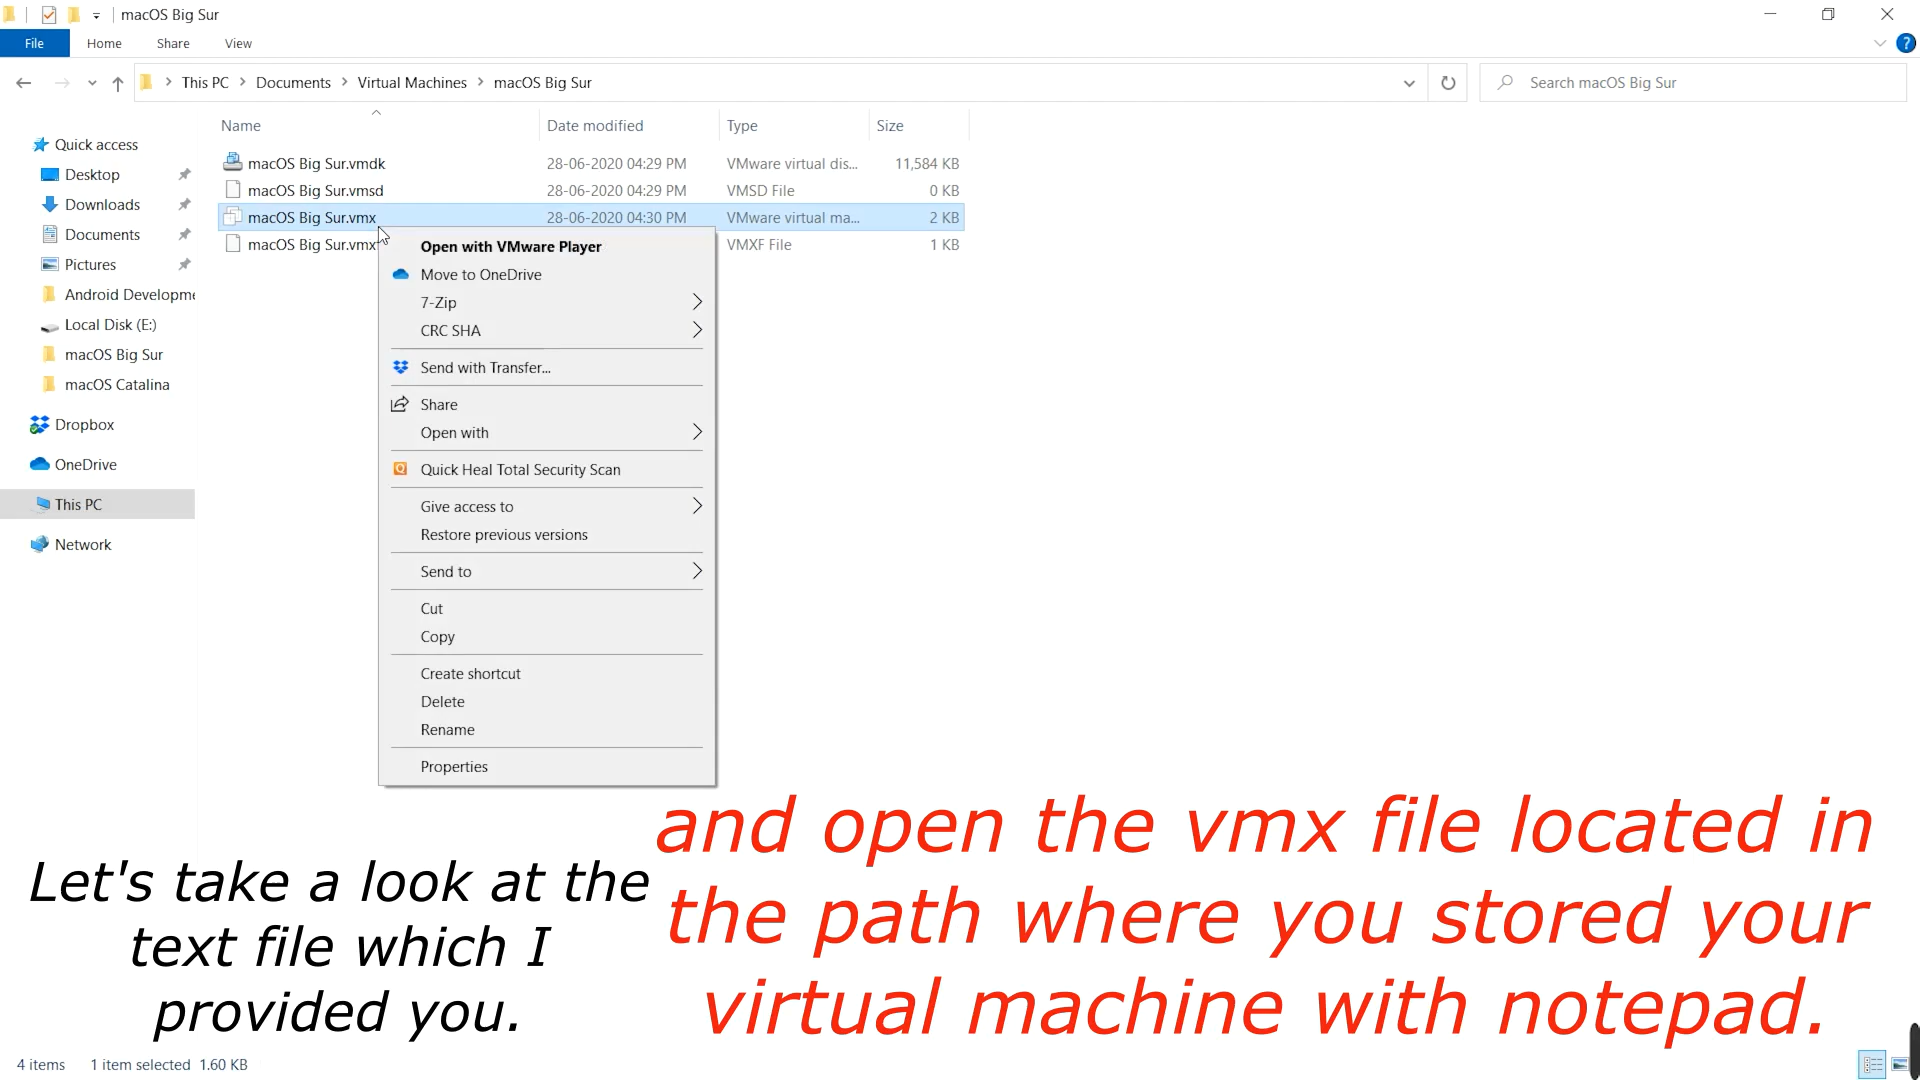 macOS Big Sur
File Home Share View
This PC Documents Virtual Machines macOS Big Sur
Search macOS Big Sur
Name Date modified Type Size
Quick access
Desktop
Downloads
Documents
Pictures
Android Developme
Local Disk (E:)
macOS Big Sur
macOS Catalina
Dropbox
OneDrive
This PC
Network
macOS Big Sur.vmdk 28-06-2020 04:29 PM VMware virtual dis... 11,584 KB
macOS Big Sur.vmsd 28-06-2020 04:29 PM VMSD File 0 KB
macOS Big Sur.vmx 28-06-2020 04:30 PM VMware virtual ma... 2 KB
macOS Big Sur.vmx VMXF File 1 KB
Open with VMware Player
Move to OneDrive
7-Zip
CRC SHA
Send with Transfer...
Share
Open with
Quick Heal Total Security Scan
Give access to
Restore previous versions
Send to
Cut
Copy
Create shortcut
Delete
Rename
Properties
Let's take a look at the
text file which I
provided you.
and open the vmx file located in
the path where you stored your
virtual machine with notepad.
4 items 1 item selected 1.60 KB